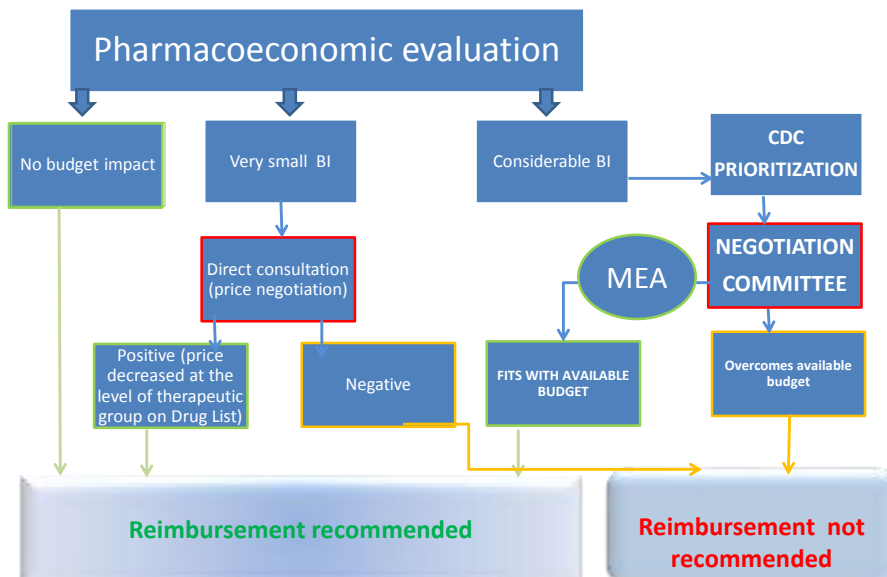 Pharmacoeconomic evaluation
No budget impact
Very small BI
Considerable BI
CDC
PRIORITIZATION
Direct consultation
(price negotiation)
MEA
NEGOTIATION
COMMITTEE
Positive (price
decreased at the
level of therapeutic
group on Drug List)
Negative
FITS WITH AVAILABLE
BUDGET
Overcomes available
budget
Reimbursement recommended
Reimbursement not
recommended